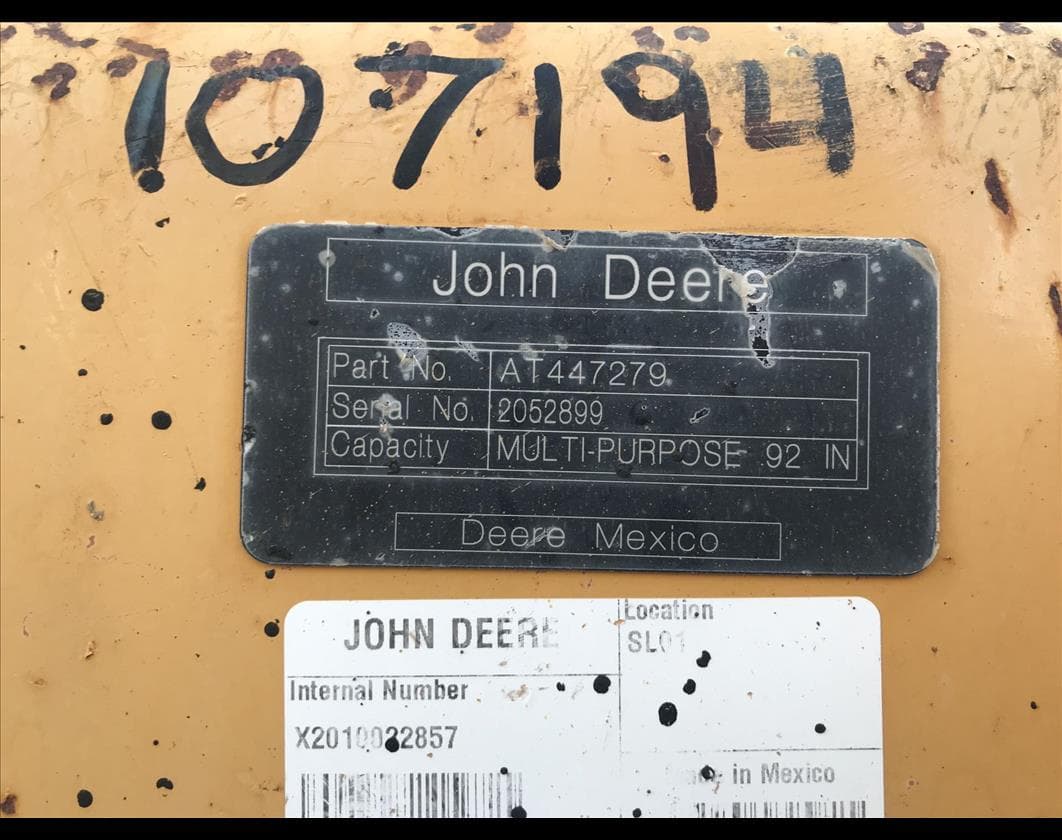 107194
John Deere
Part No. AT447279
Serial No. 2052899
Capacity MULTI-PURPOSE 92 IN
Deere Mexico
JOHN DEERE
Location
SL01
Internal Number
X2010022857
in Mexico